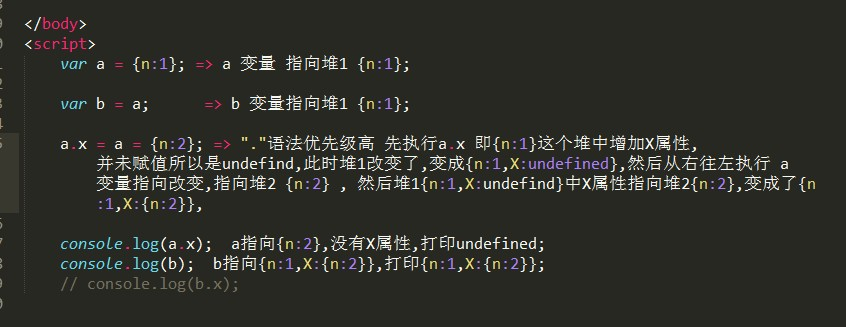 </body>
<script>
var a = {n:1}; => a 变量 指向堆1 {n:1};
var b = a; => b 变量指向堆1 {n:1};
a.x = a = {n:2}; => "."语法优先级高 先执行a.x 即{n:1}这个堆中增加X属性,
并未赋值所以是undefind,此时堆1改变了,变成{n:1,X:undefined},然后从右往左执行 a
变量指向改变,指向堆2 {n:2} , 然后堆1{n:1,X:undefind}中X属性指向堆2{n:2},变成了{n
:1,X:{n:2}},
console.log(a.x); a指向{n:2},没有X属性,打印undefined;
console.log(b); b指向{n:1,X:{n:2}},打印{n:1,X:{n:2}};
// console.log(b.x);